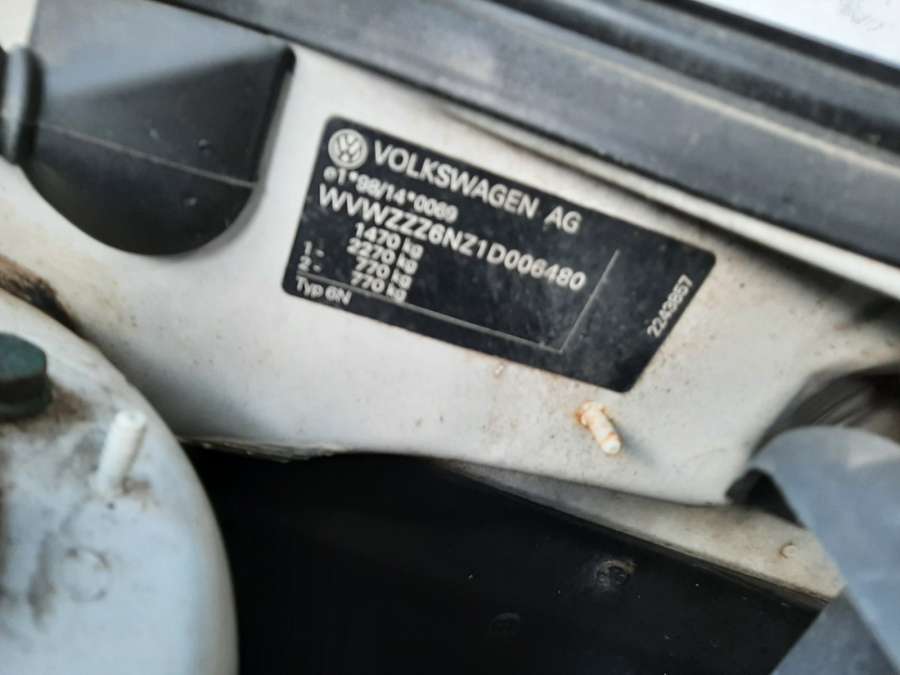 VOLKSWAGEN AG
e1*98/14*0069
WVWZZZ6NZ1D006480
1470 kg
2270 kg
1- 770 kg
2- 770 kg
Typ 6N
2243857